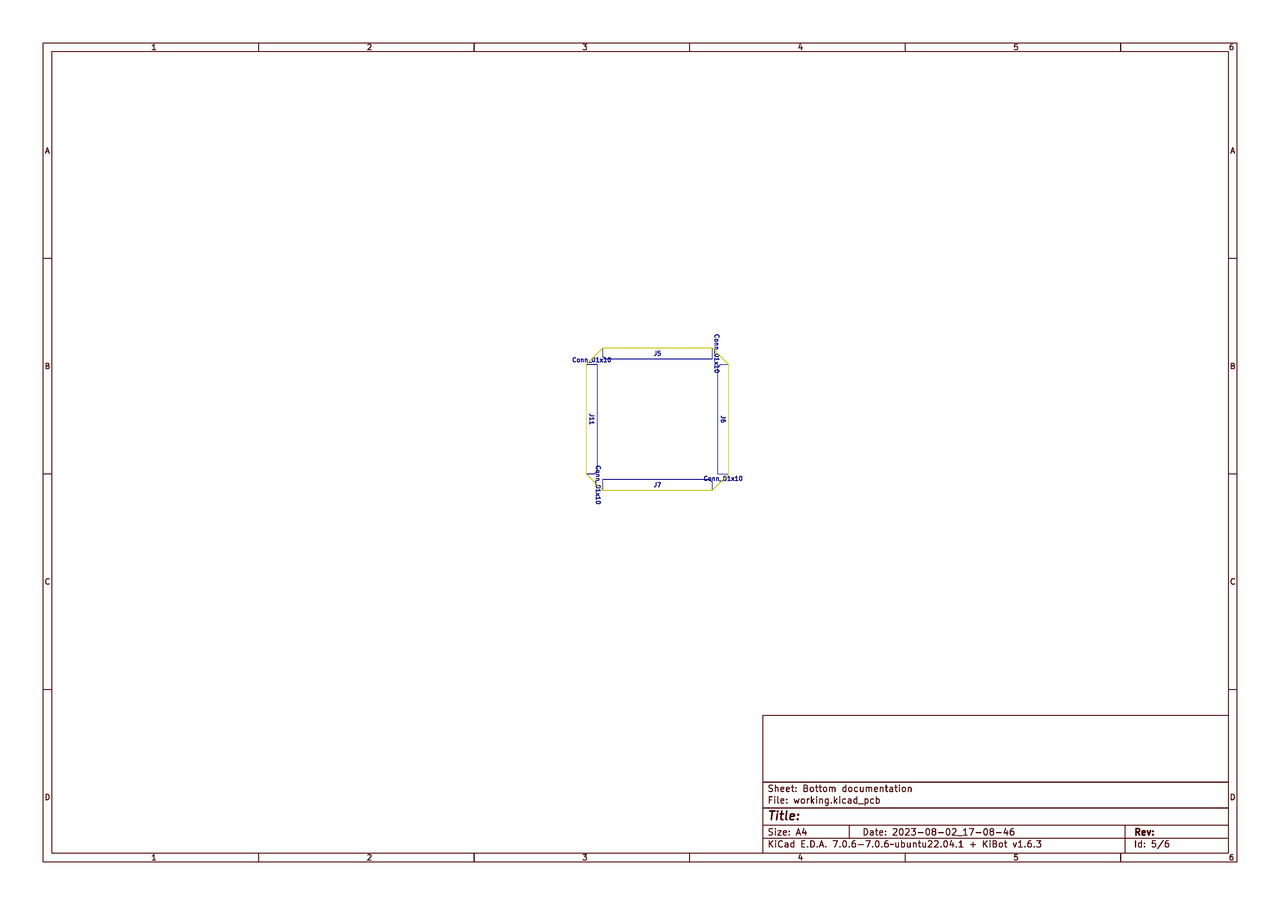 1 2 3 4 5 6
A A
Conn_01x10
J5
B B
Conn_01x10
J11
J6
Conn_01x10
J7
Conn_01x10
C C
Sheet: Bottom documentation
File: working.kicad_pcb
D D
Title:
Size: A4
Date: 2023-08-02_17-08-46
Rev:
KiCad E.D.A. 7.0.6-7.0.6~ubuntu22.04.1 + KiBot v1.6.3
Id: 5/6
1 2 3 4 5 6